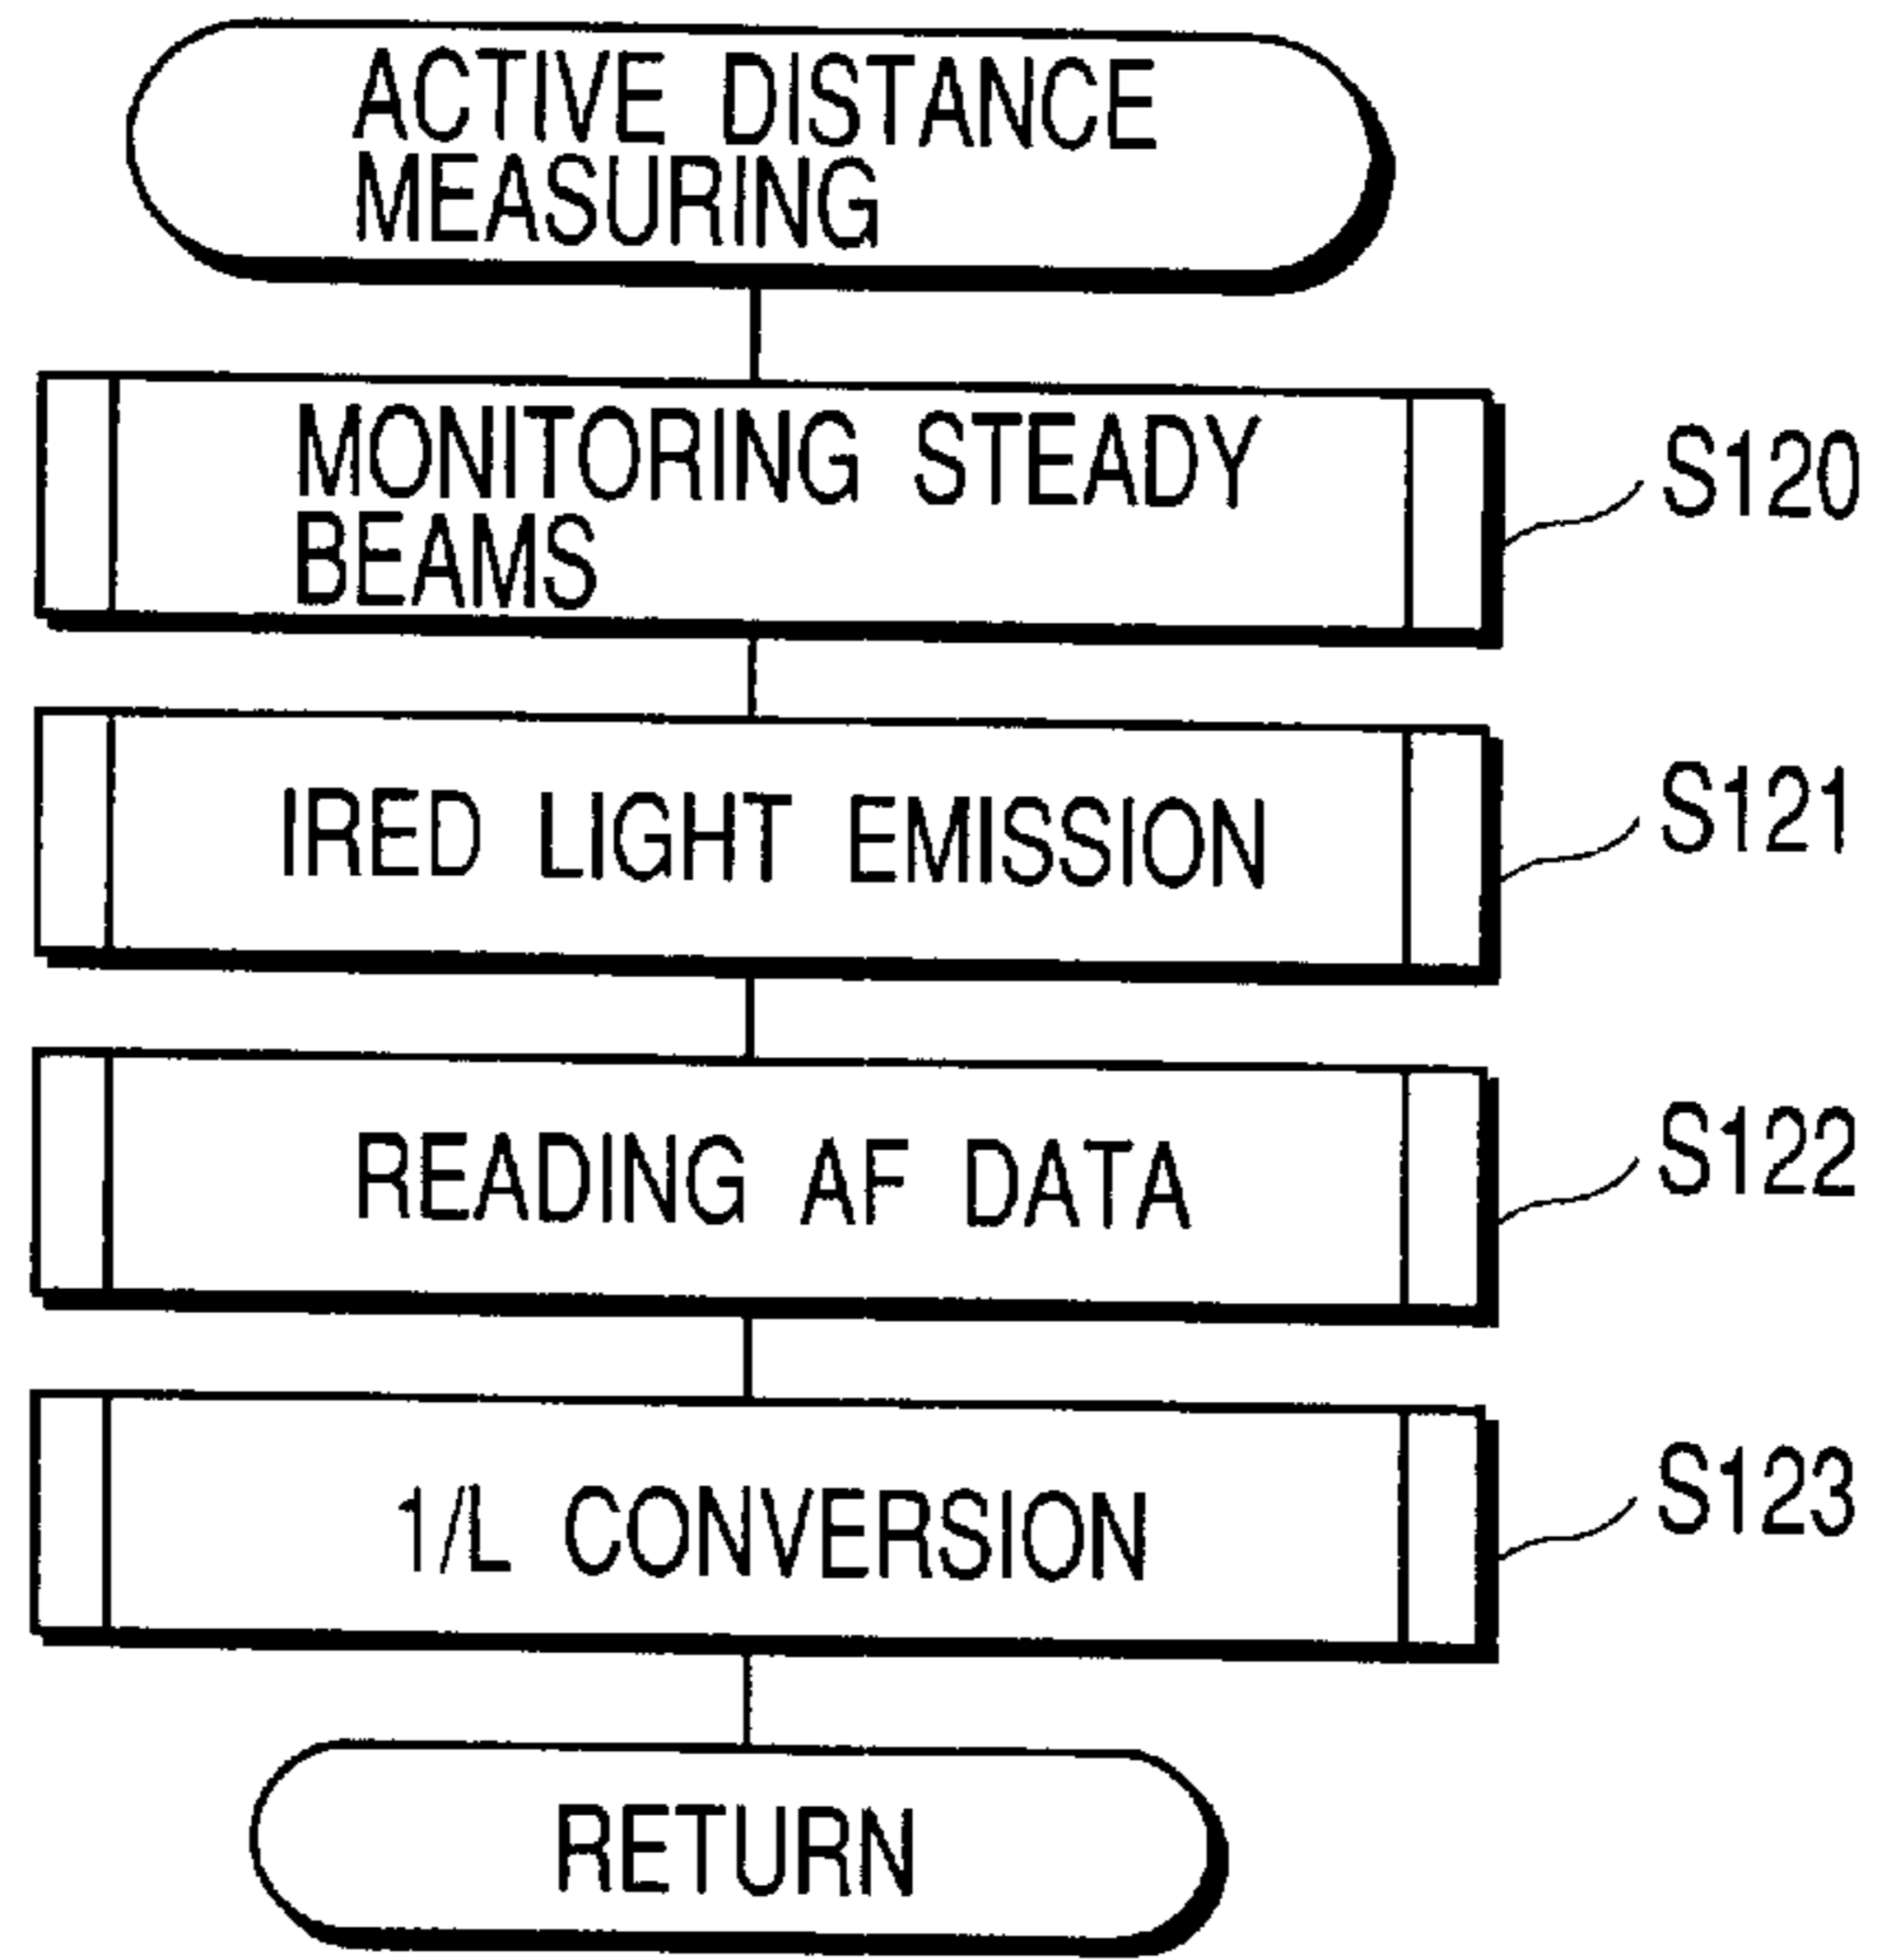 ACTIVE DISTANCE
MEASURING
MONITORING STEADY
BEAMS
S120
IRED LIGHT EMISSION
S121
READING AF DATA
S122
1/L CONVERSION
S123
RETURN